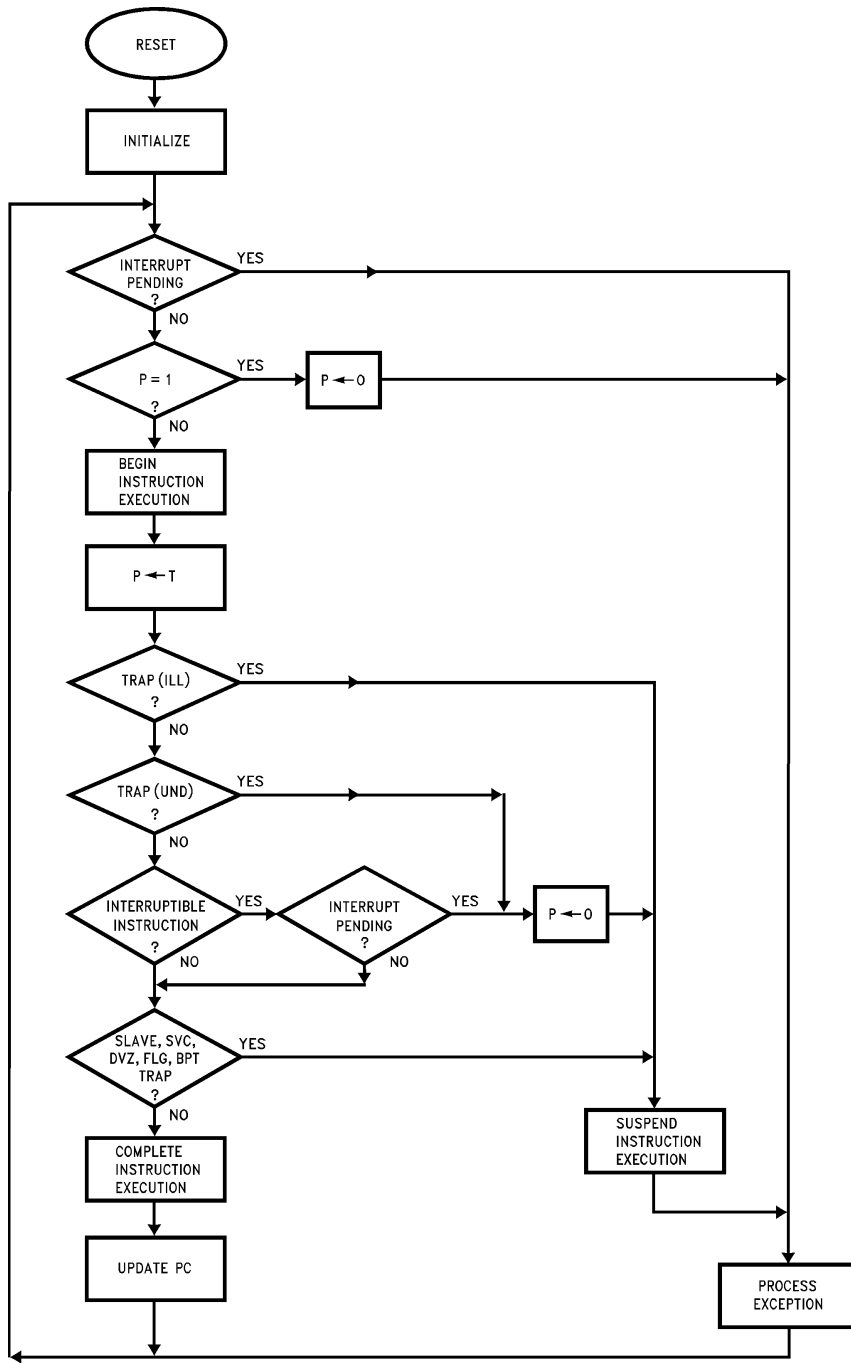 RESET
INITIALIZE
INTERRUPT
PENDING
?
YES
NO
P = 1
?
YES
P ← 0
NO
BEGIN
INSTRUCTION
EXECUTION
P ← T
TRAP (ILL)
?
YES
NO
TRAP (UND)
?
YES
NO
INTERRUPTIBLE
INSTRUCTION
?
YES
NO
INTERRUPT
PENDING
?
YES
NO
P ← 0
SLAVE, SVC,
DVZ, FLG, BPT
TRAP
?
YES
NO
SUSPEND
INSTRUCTION
EXECUTION
COMPLETE
INSTRUCTION
EXECUTION
UPDATE PC
PROCESS
EXCEPTION